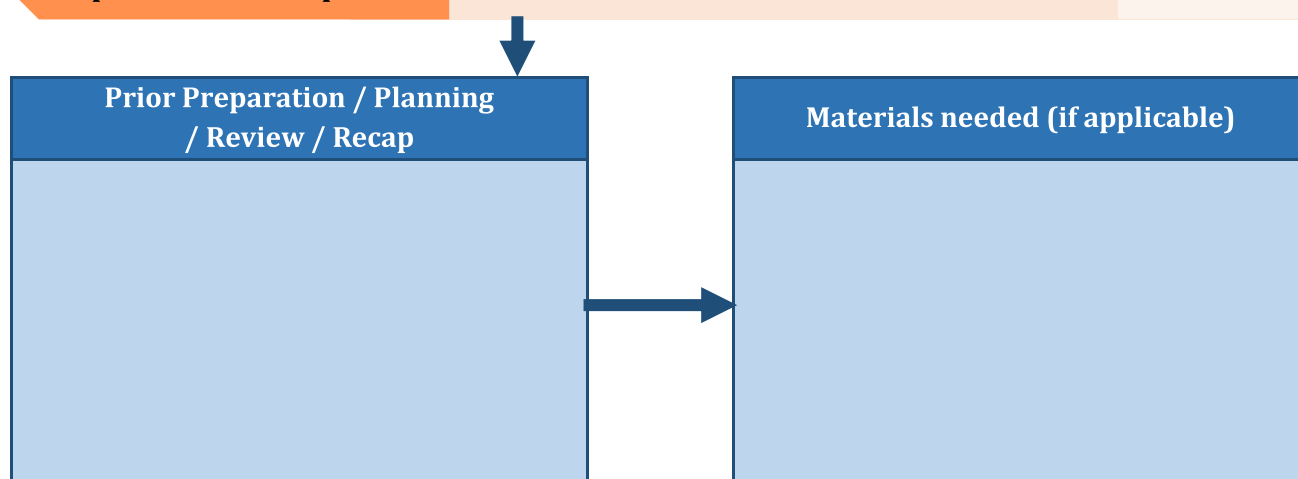 Prior Preparation / Planning
/ Review / Recap
Materials needed (if applicable)